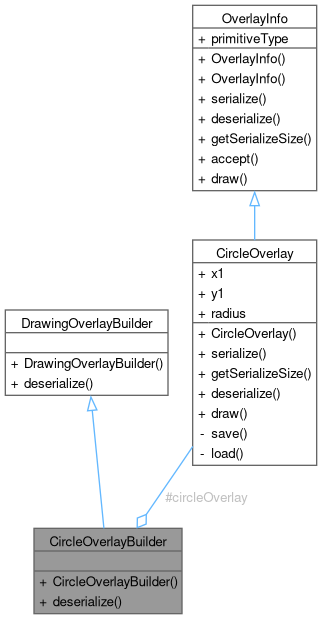 OverlayInfo
+ primitiveType
+ OverlayInfo()
+ OverlayInfo()
+ serialize()
+ deserialize()
+ getSerializeSize()
+ accept()
+ draw()
CircleOverlay
+ x1
+ y1
+ radius
+ CircleOverlay()
+ serialize()
+ getSerializeSize()
+ deserialize()
+ draw()
- save()
- load()
DrawingOverlayBuilder
+ DrawingOverlayBuilder()
+ deserialize()
#circleOverlay
CircleOverlayBuilder
+ CircleOverlayBuilder()
+ deserialize()